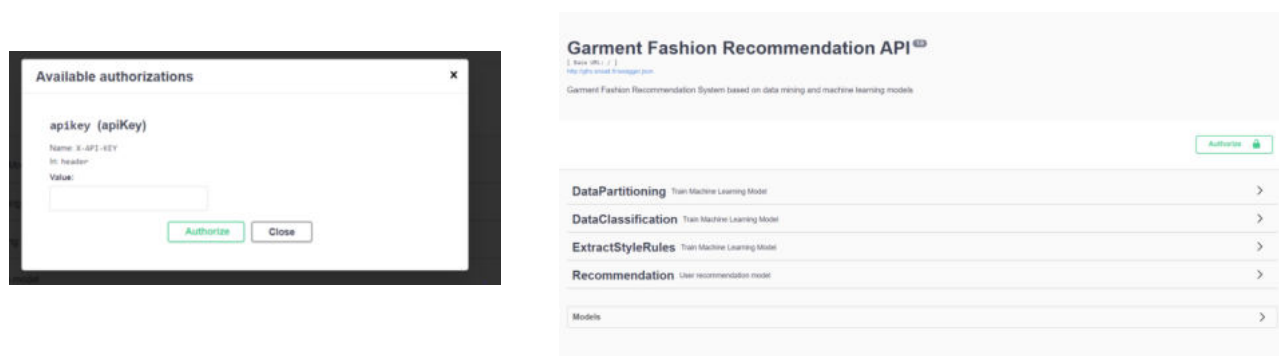 Available authorizations
x
apikey (apiKey)
Name: X-API-KEY
In: header
Value:
Authorize
Close
Garment Fashion Recommendation API
[ Base URL: / ]
Garment Fashion Recommendation System based on data mining and machine learning models
Authorize
DataPartitioning Train Machine Learning Model
DataClassification Train Machine Learning Model
ExtractStyleRules Train Machine Learning Model
Recommendation User recommendation model
Models